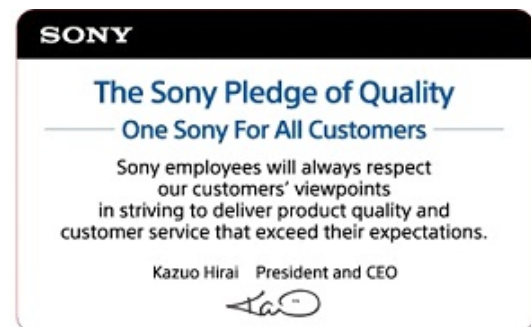 SONY
The Sony Pledge of Quality
One Sony For All Customers
Sony employees will always respect
our customers' viewpoints
in striving to deliver product quality and
customer service that exceed their expectations.
Kazuo Hirai President and CEO